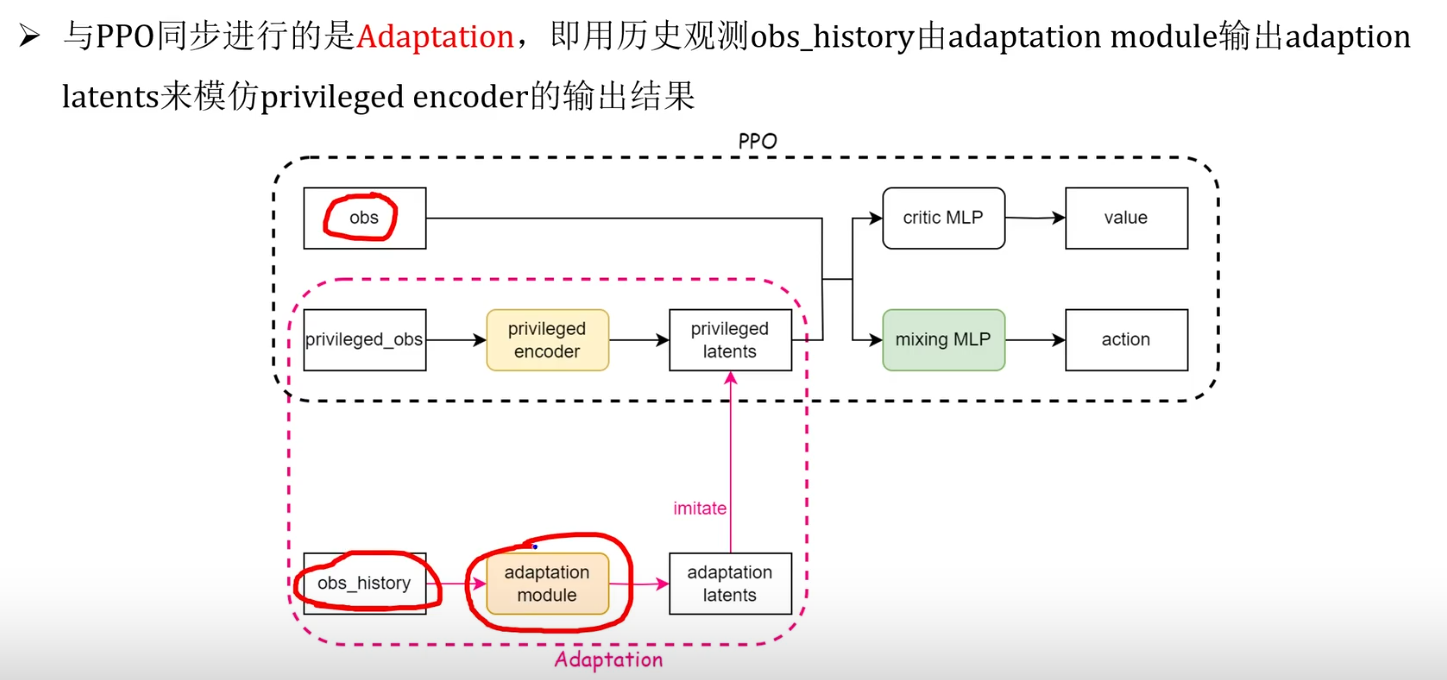 ➢ 与PPO同步进行的是Adaptation，即用历史观测obs_history由adaptation module输出adaption
latents来模仿privileged encoder的输出结果
PPO
obs
critic MLP
value
privileged_obs
privileged
encoder
privileged
latents
mixing MLP
action
imitate
obs_history
adaptation
module
adaptation
latents
Adaptation